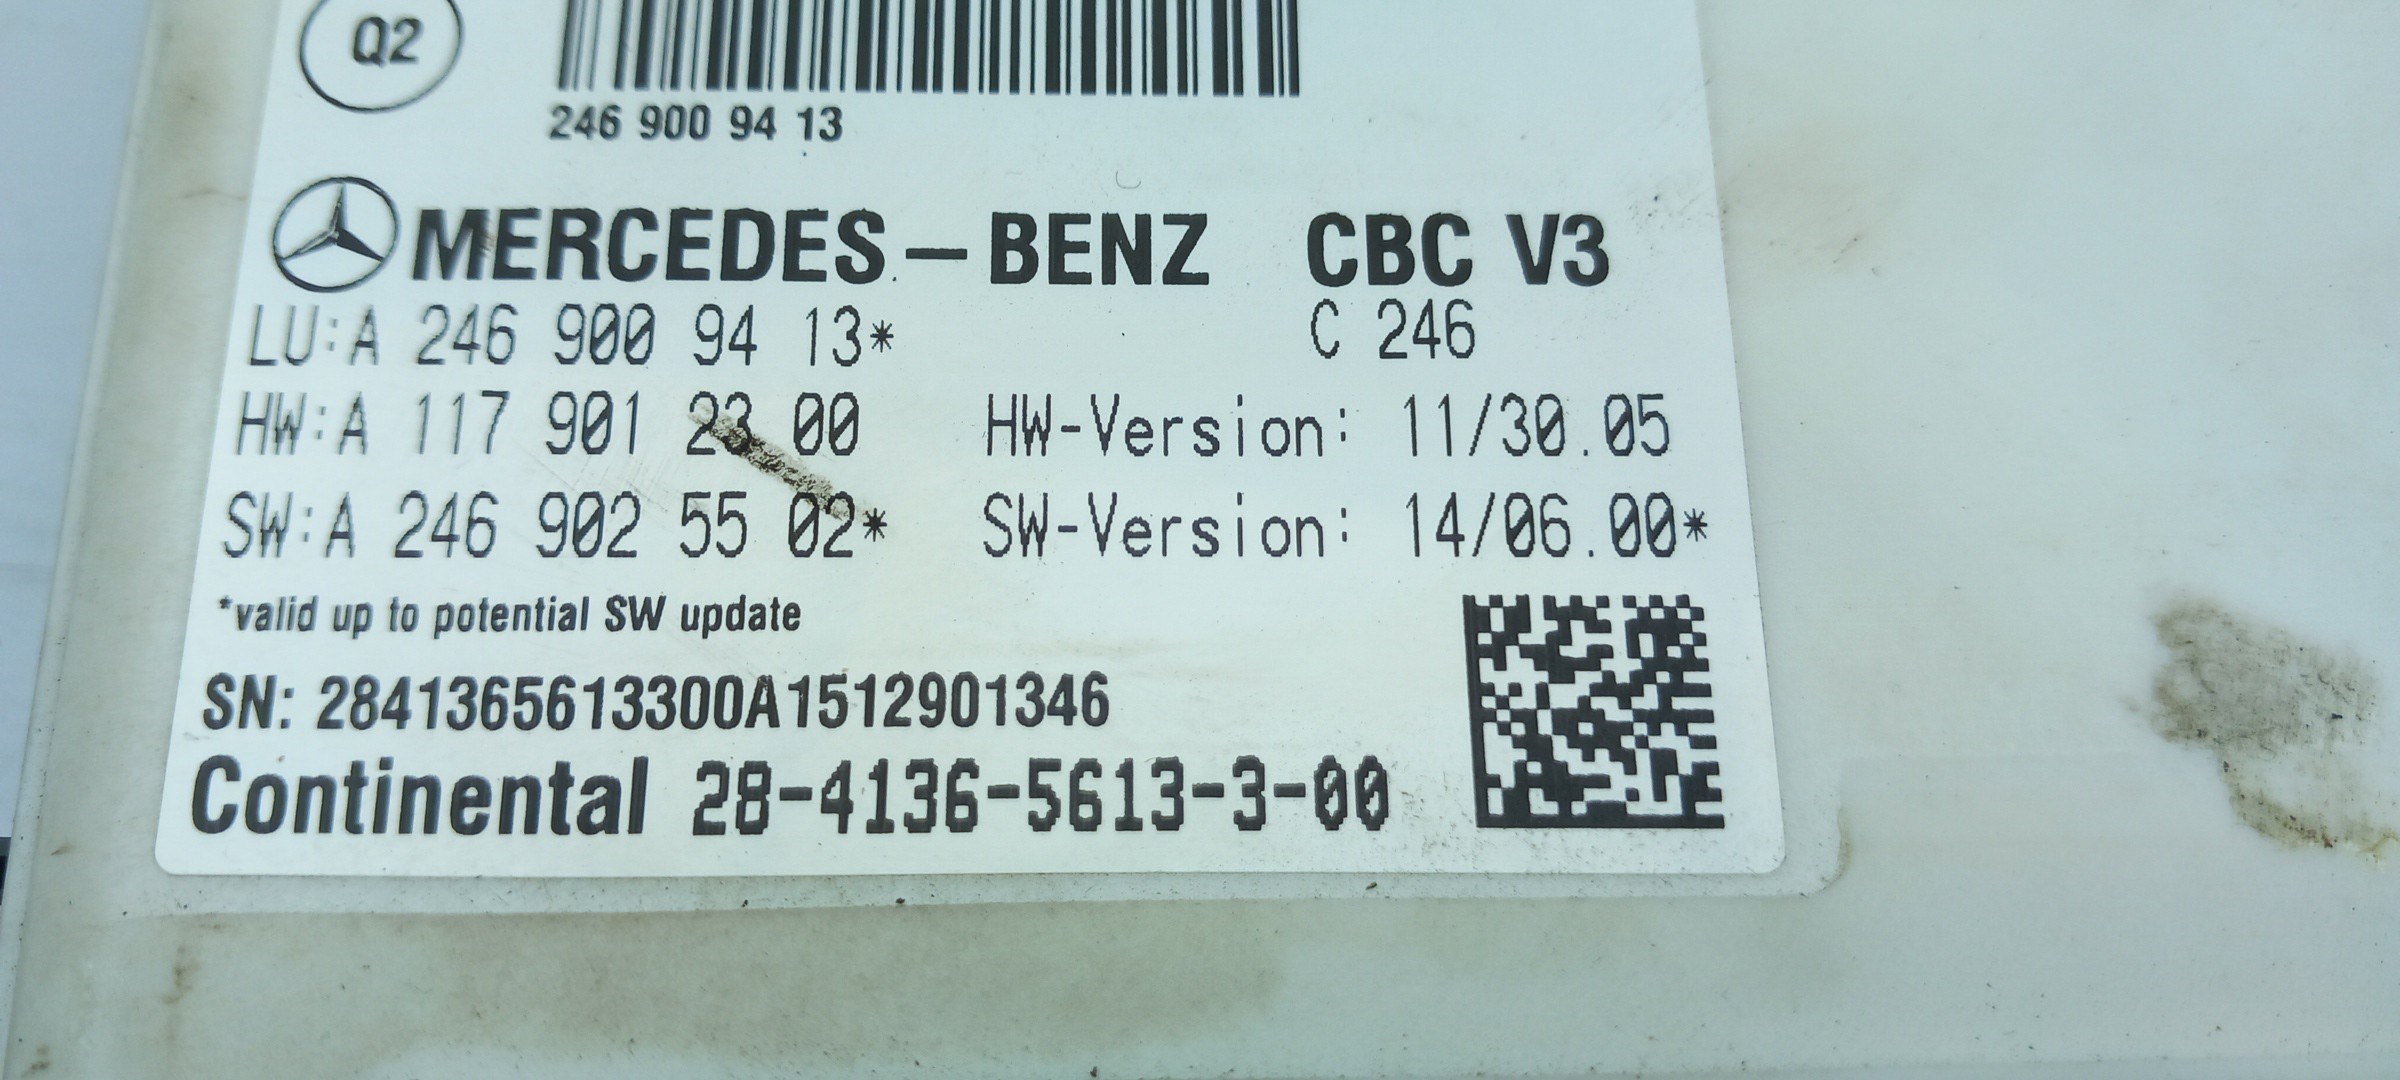 Q2
246 900 94 13
MERCEDES-BENZ CBC V3
LU:A 246 900 94 13* C 246
HW:A 117 901 23 00 HW-Version: 11/30.05
SW:A 246 902 55 02* SW-Version: 14/06.00*
*valid up to potential SW update
SN: 2841365613300A1512901346
Continental 28-4136-5613-3-00